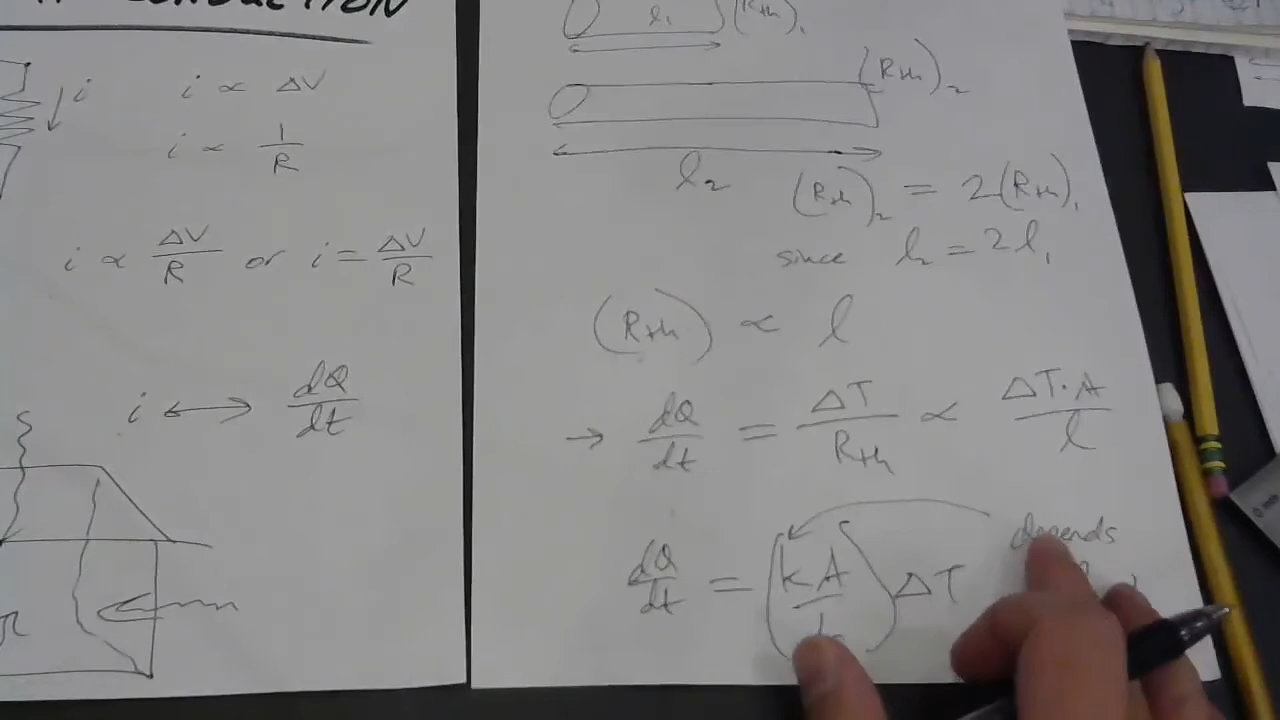 CONDUCTION
i
i ∝ ΔV
i ∝ 1/R
i ∝ ΔV/R or i = ΔV/R
i ↔ dQ/dt
l₁ (Rth)₁
(Rth)₂
l₂
(Rth)₂ = 2(Rth)₁
since l₂ = 2l₁
(Rth) ∝ l
→ dQ/dt = ΔT/Rth ∝ ΔT·A/l
depends
dQ/dt = (kA/l) ΔT